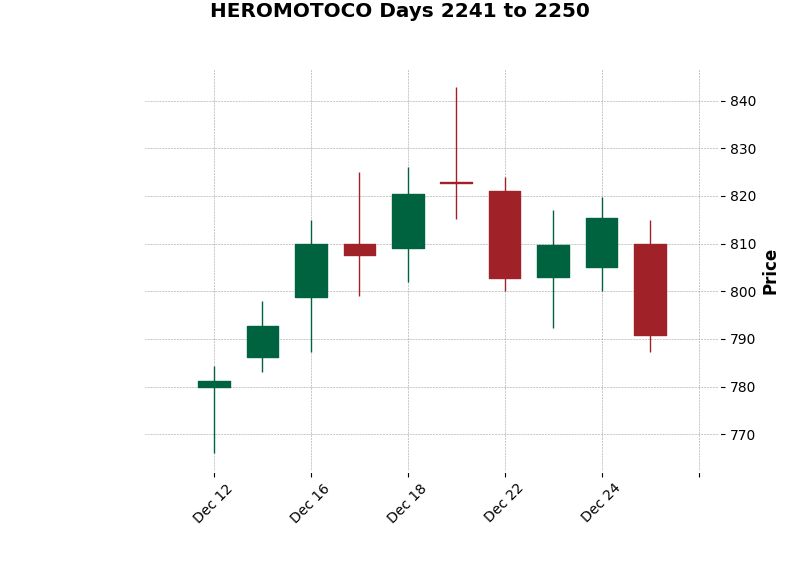 HEROMOTOCO Days 2241 to 2250
840
830
820
810
800
790
780
770
Price
Dec 12
Dec 16
Dec 18
Dec 22
Dec 24